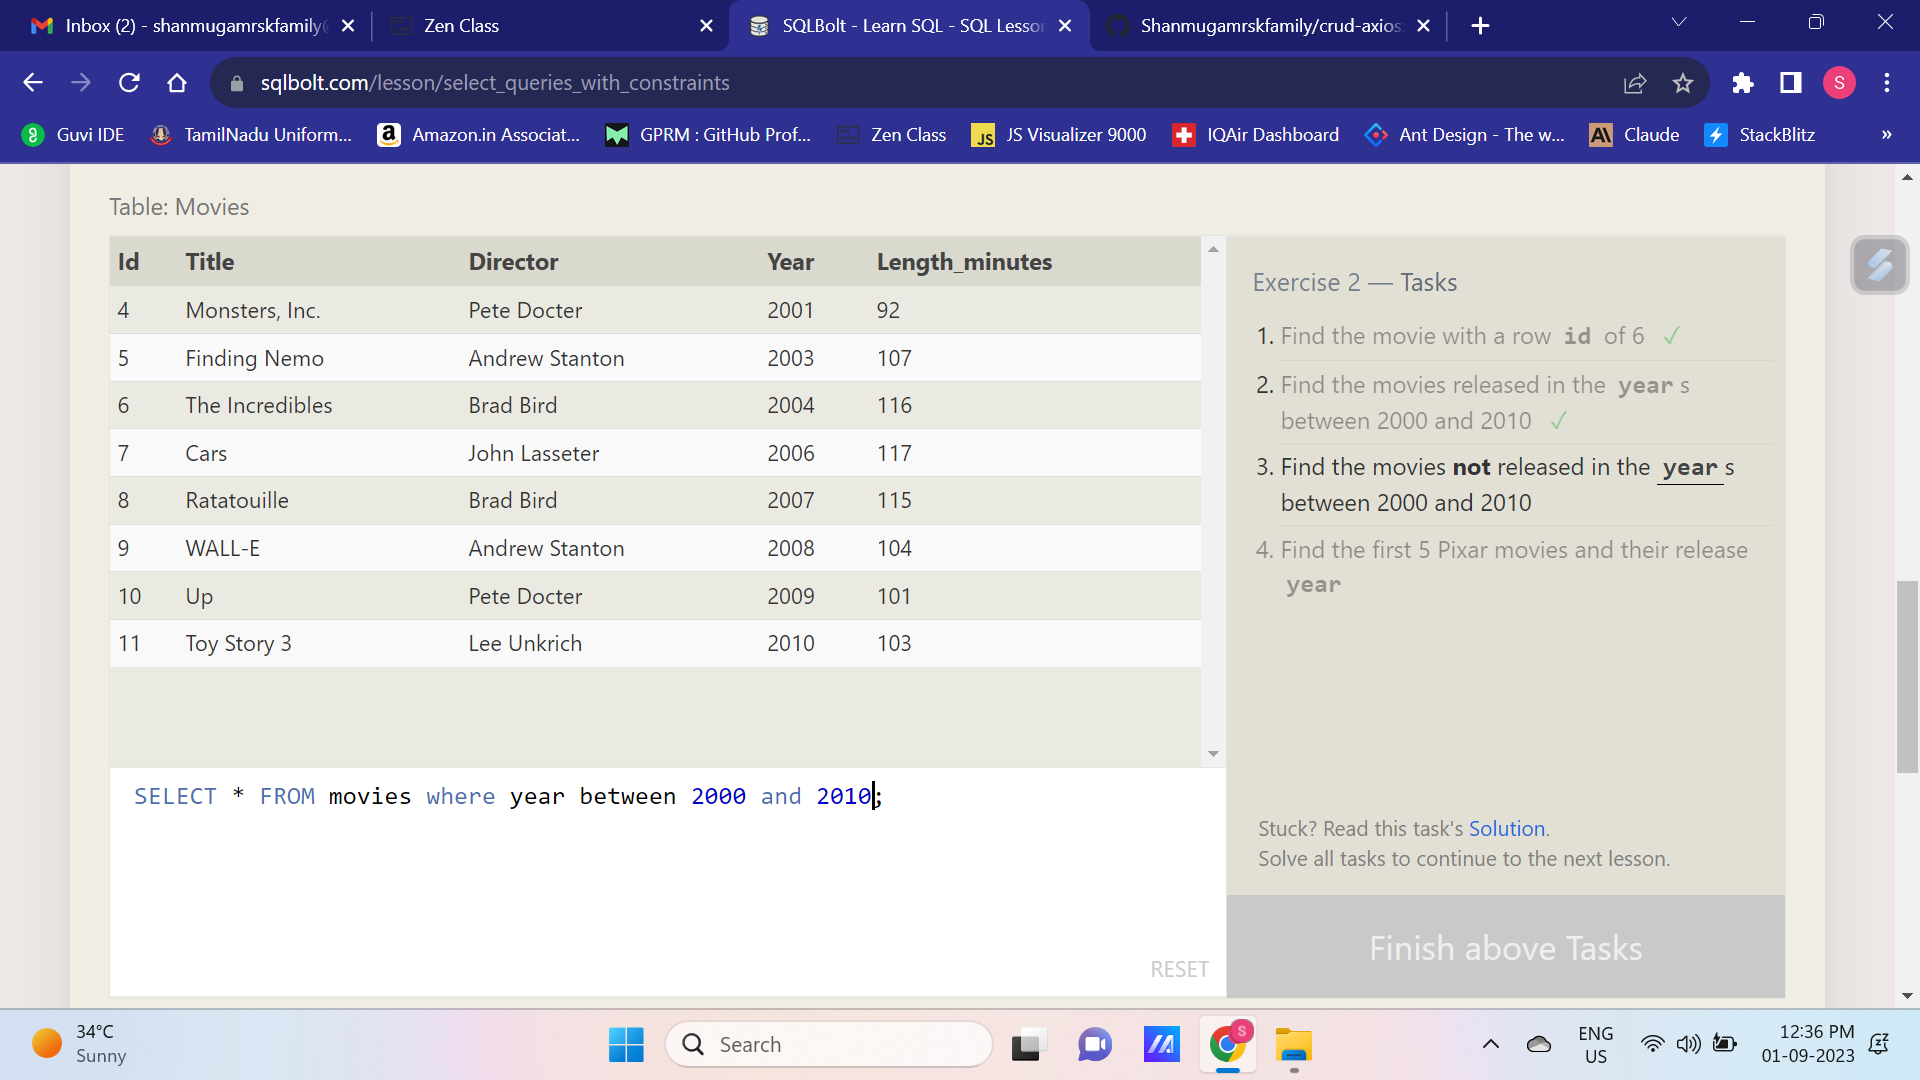 Inbox (2) - shanmugamrskfamily@
Zen Class
SQLBolt - Learn SQL - SQL Lesson
Shanmugamrskfamily/crud-axios
sqlbolt.com/lesson/select_queries_with_constraints
S
Guvi IDE
TamilNadu Uniform...
Amazon.in Associat...
GPRM : GitHub Prof...
Zen Class
JS Visualizer 9000
IQAir Dashboard
Ant Design - The w...
Claude
StackBlitz
»
Table: Movies
Id Title Director Year Length_minutes
4 Monsters, Inc. Pete Docter 2001 92
5 Finding Nemo Andrew Stanton 2003 107
6 The Incredibles Brad Bird 2004 116
7 Cars John Lasseter 2006 117
8 Ratatouille Brad Bird 2007 115
9 WALL-E Andrew Stanton 2008 104
10 Up Pete Docter 2009 101
11 Toy Story 3 Lee Unkrich 2010 103
SELECT * FROM movies where year between 2000 and 2010;
RESET
Exercise 2 — Tasks
1. Find the movie with a row id of 6 ✓
2. Find the movies released in the year s
between 2000 and 2010 ✓
3. Find the movies not released in the year s
between 2000 and 2010
4. Find the first 5 Pixar movies and their release
year
Stuck? Read this task's Solution.
Solve all tasks to continue to the next lesson.
Finish above Tasks
34°C
Sunny
Search
S
ENG
US
12:36 PM
01-09-2023